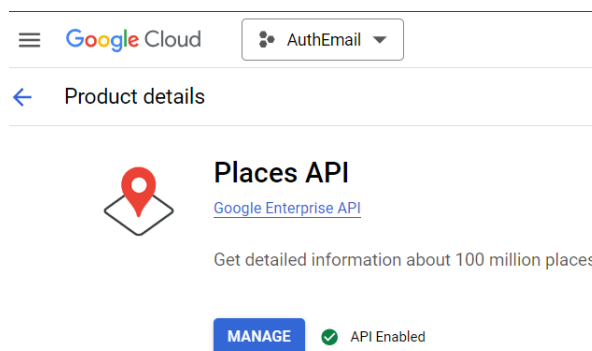 Google Cloud
AuthEmail
Product details
Places API
Google Enterprise API
Get detailed information about 100 million places
MANAGE
API Enabled